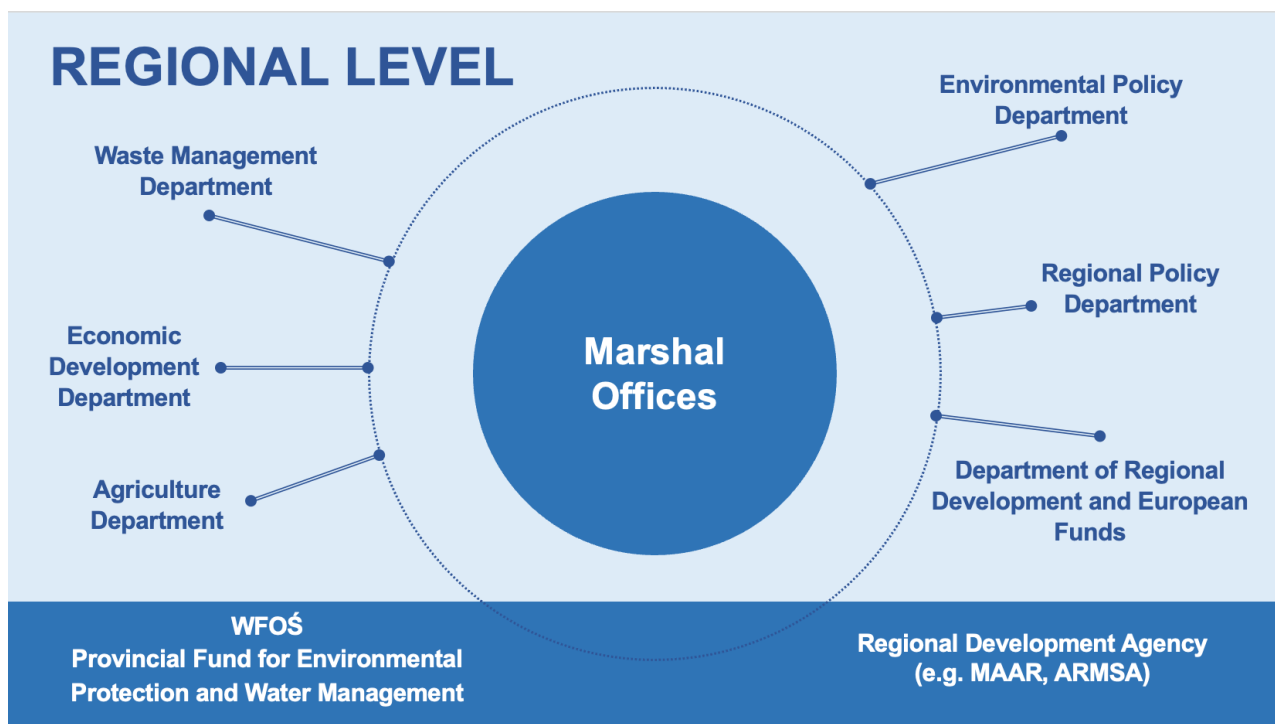 REGIONAL LEVEL
Environmental Policy
Department
Waste Management
Department
Regional Policy
Department
Economic
Development
Department
Marshal
Offices
Agriculture
Department
Department of Regional
Development and European
Funds
WFOŚ
Provincial Fund for Environmental
Protection and Water Management
Regional Development Agency
(e.g. MAAR, ARMSA)